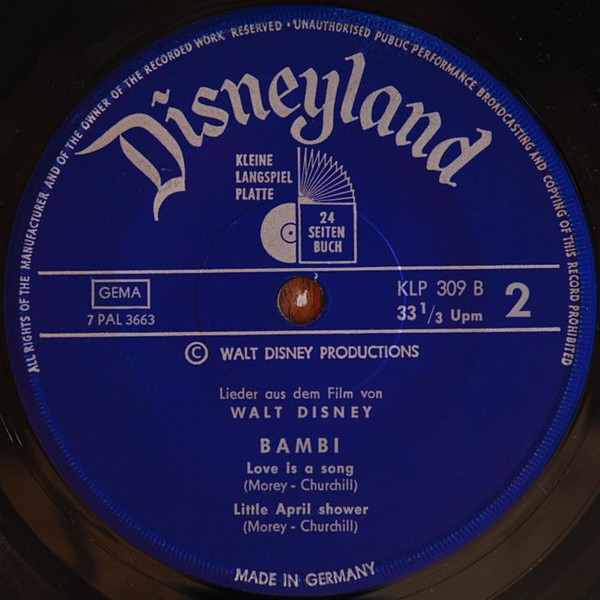 ALL RIGHTS OF THE MANUFACTURER AND OF THE OWNER OF THE RECORDED WORK RESERVED · UNAUTHORISED PUBLIC PERFORMANCE BROADCASTING AND COPYING OF THIS RECORD PROHIBITED
Disneyland
KLEINE
LANGSPIEL
PLATTE
24
SEITEN
BUCH
GEMA
7 PAL 3663
KLP 309 B
33 1/3 Upm
2
© WALT DISNEY PRODUCTIONS
Lieder aus dem Film von
WALT DISNEY
BAMBI
Love is a song
(Morey - Churchill)
Little April shower
(Morey - Churchill)
MADE IN GERMANY